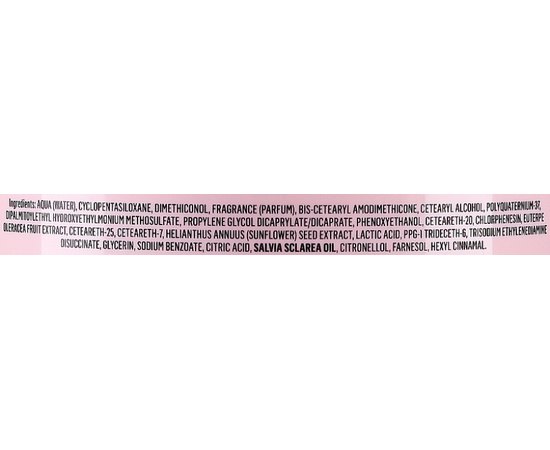 Ingredients: AQUA (WATER), CYCLOPENTASILOXANE, DIMETHICONOL, FRAGRANCE (PARFUM), BIS-CETEARYL AMODIMETHICONE, CETEARYL ALCOHOL, POLYQUATERNIUM-37,
DIPALMITOYLETHYL HYDROXYETHYLMONIUM METHOSULFATE, PROPYLENE GLYCOL DICAPRYLATE/DICAPRATE, PHENOXYETHANOL, CETEARETH-20, CHLORPHENESIN, EUTERPE
OLERACEA FRUIT EXTRACT, CETEARETH-25, CETEARETH-7, HELIANTHUS ANNUUS (SUNFLOWER) SEED EXTRACT, LACTIC ACID, PPG-1 TRIDECETH-6, TRISODIUM ETHYLENEDIAMINE
DISUCCINATE, GLYCERIN, SODIUM BENZOATE, CITRIC ACID, SALVIA SCLAREA OIL, CITRONELLOL, FARNESOL, HEXYL CINNAMAL.